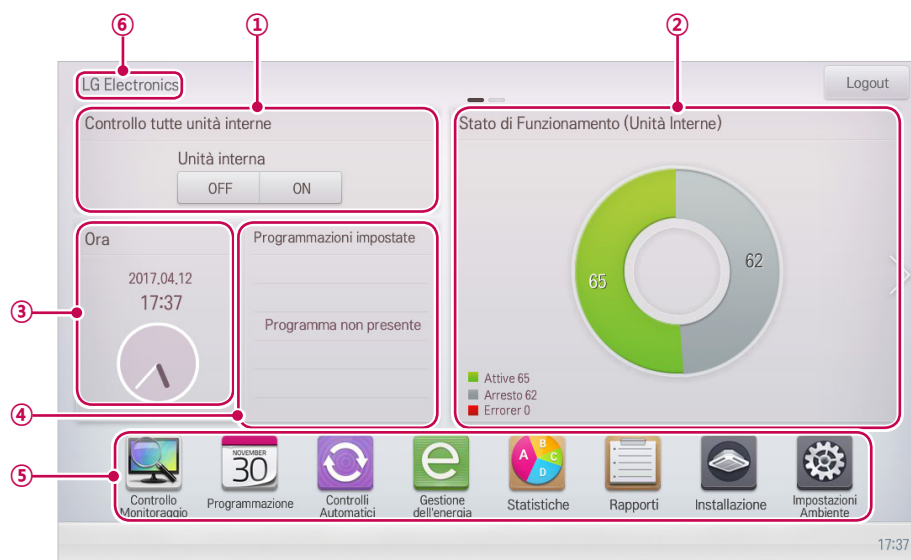 ⑥ ① ②
LG Electronics
Logout
Controllo tutte unità interne
Unità interna
OFF ON
Stato di Funzionamento (Unità Interne)
65
62
Attive 65
Arresto 62
Errorer 0
③
Ora
2017.04.12
17:37
④
Programmazioni impostate
Programma non presente
⑤
Controllo
Monitoraggio
NOVEMBER
30
Programmazione
Controlli
Automatici
e
Gestione
dell'energia
A B C D
Statistiche
Rapporti
Installazione
Impostazioni
Ambiente
17:37